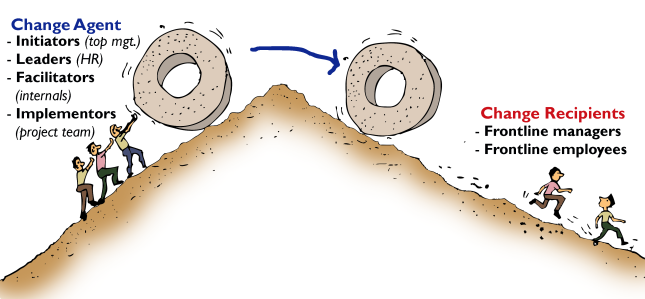 Change Agent
- Initiators (top mgt.)
- Leaders (HR)
- Facilitators
(internals)
- Implementors
(project team)
Change Recipients
- Frontline managers
- Frontline employees